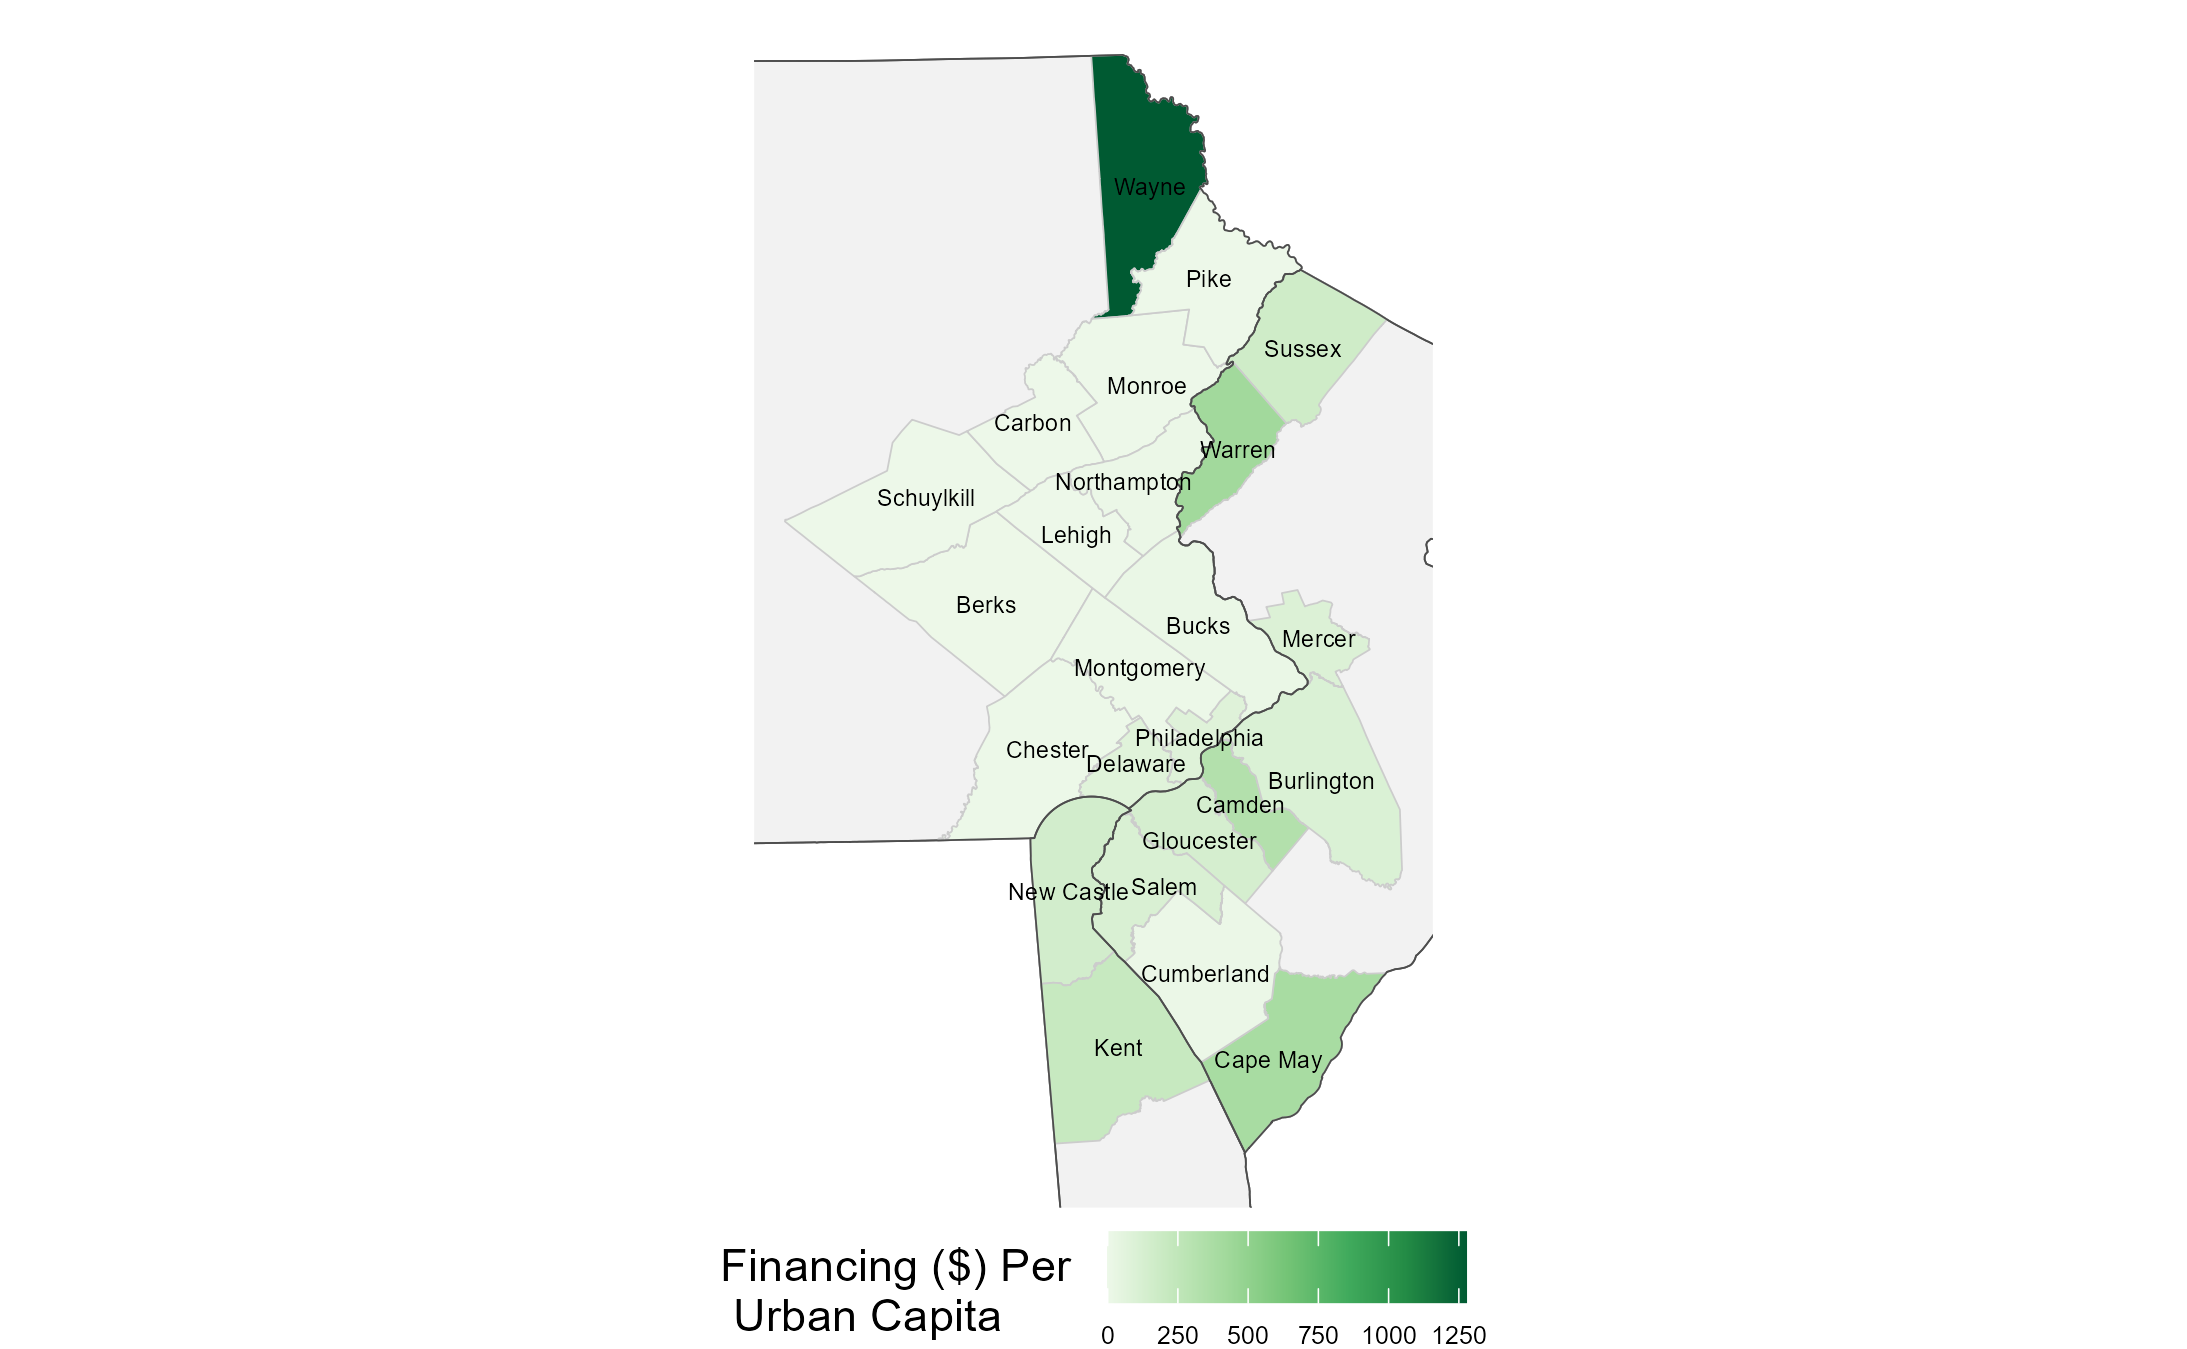 Wayne
Pike
Sussex
Monroe
Carbon
Warren
Northampton
Schuylkill
Lehigh
Berks
Bucks
Mercer
Montgomery
Philadelphia
Chester
Delaware
Burlington
Camden
Gloucester
New Castle
Salem
Cumberland
Kent
Cape May
Financing ($) Per
Urban Capita
0 250 500 750 1000 1250